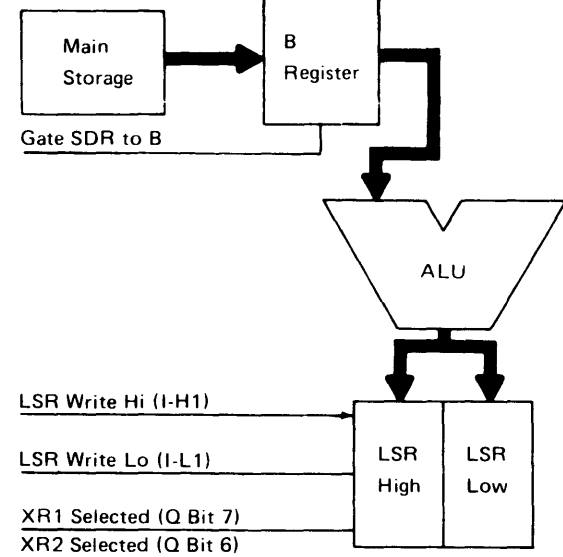 Main
Storage
B
Register
Gate SDR to B
ALU
LSR Write Hi (I-H1)
LSR Write Lo (I-L1)
LSR
High
LSR
Low
XR1 Selected (Q Bit 7)
XR2 Selected (Q Bit 6)